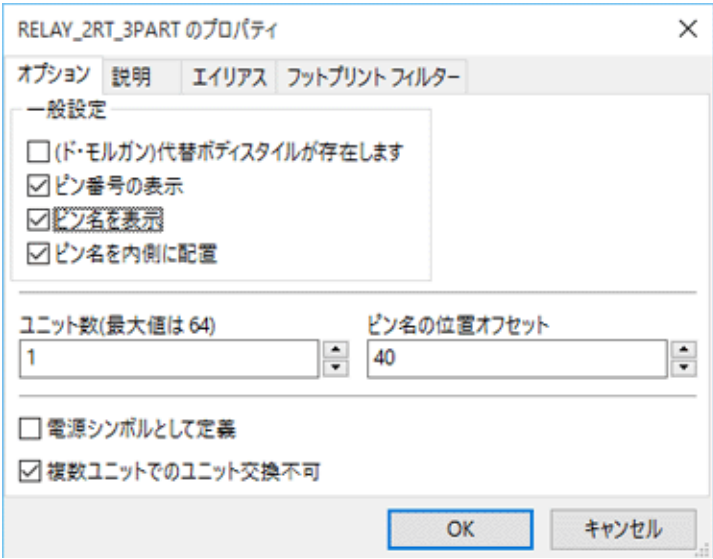 RELAY_2RT_3PART のプロパティ
オプション 説明 エイリアス フットプリント フィルター
一般設定
(ド・モルガン)代替ボディスタイルが存在します
ピン番号の表示
ピン名を表示
ピン名を内側に配置
ユニット数(最大値は 64) ピン名の位置オフセット
1 40
電源シンボルとして定義
複数ユニットでのユニット交換不可
OK キャンセル